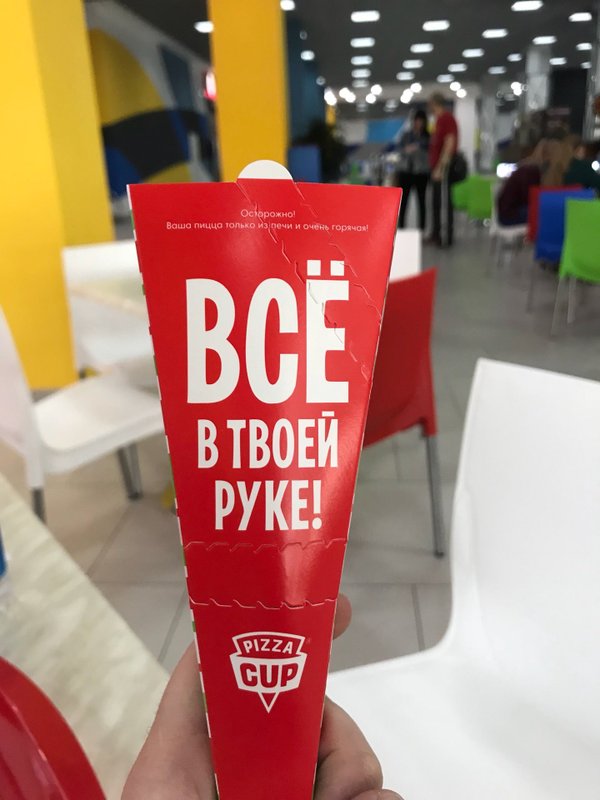 Осторожно!
Ваша пицца только из печи и очень горячая!
ВСЁ
В ТВОЕЙ
РУКЕ!
PIZZA
CUP